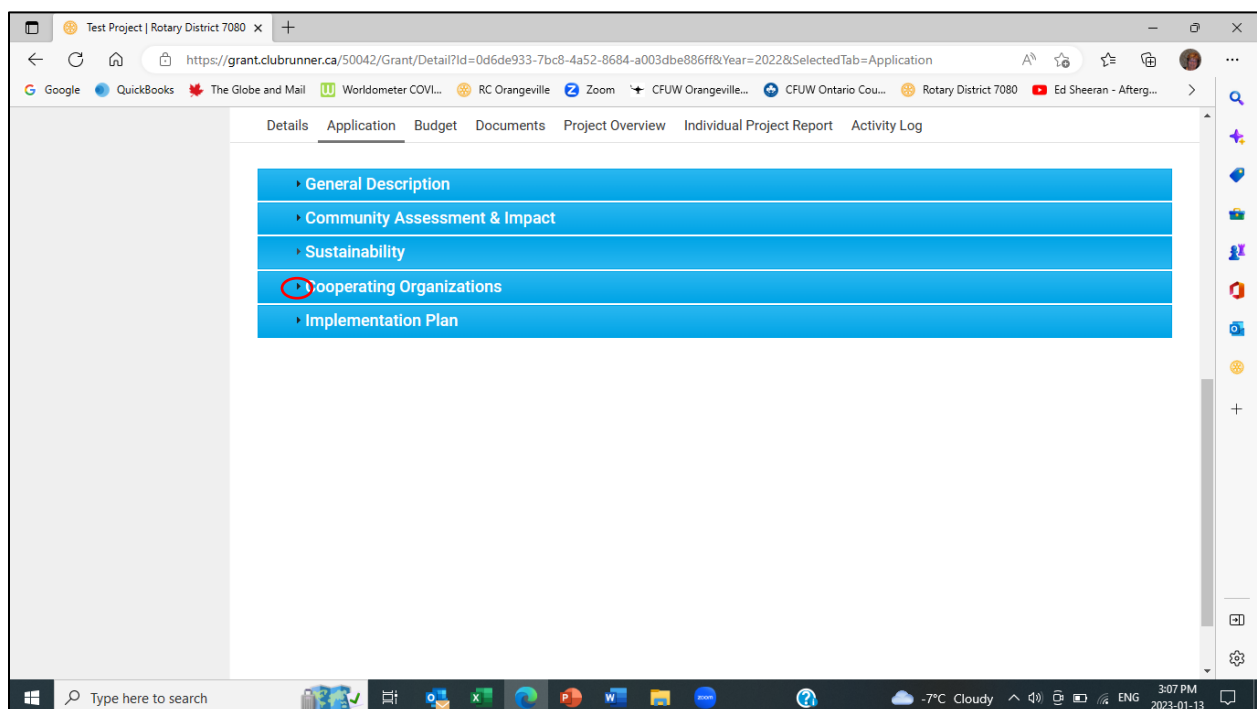 Test Project | Rotary District 7080
https://grant.clubrunner.ca/50042/Grant/Detail?Id=0d6de933-7bc8-4a52-8684-a003dbe886ff&Year=2022&SelectedTab=Application
Google QuickBooks The Globe and Mail Worldometer COVI... RC Orangeville Zoom CFUW Orangeville... CFUW Ontario Cou... Rotary District 7080 Ed Sheeran - Afterg...
Details Application Budget Documents Project Overview Individual Project Report Activity Log
General Description
Community Assessment & Impact
Sustainability
Cooperating Organizations
Implementation Plan
Type here to search
-7°C Cloudy ENG 3:07 PM
2023-01-13